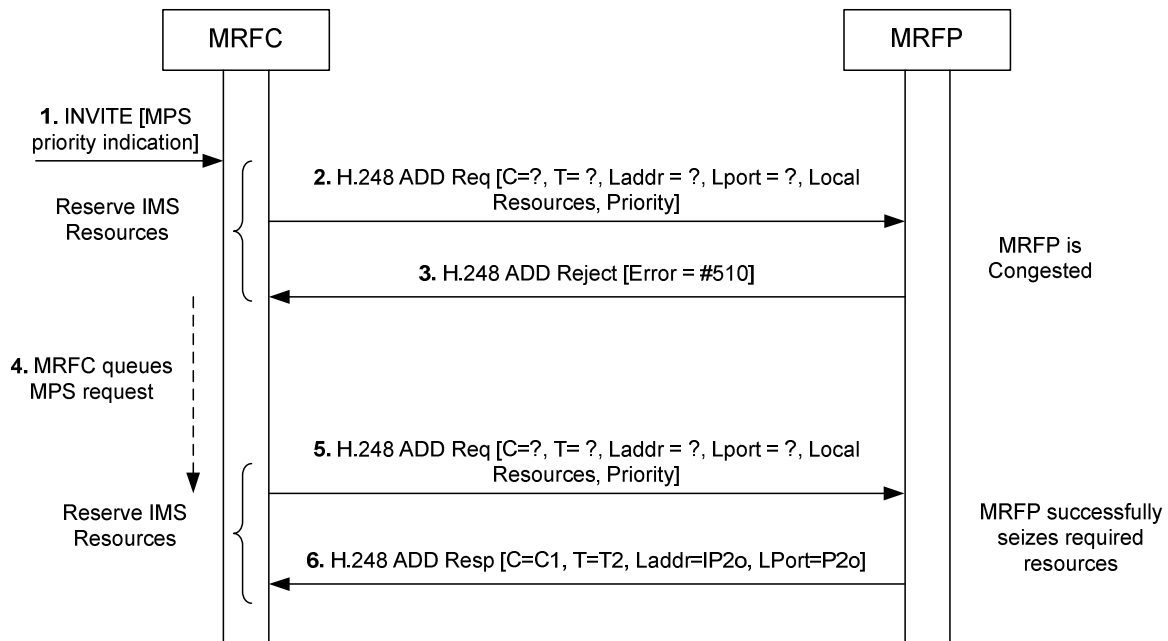 MRFC
MRFP
1. INVITE [MPS
priority indication]
2. H.248 ADD Req [C=?, T= ?, Laddr = ?, Lport = ?, Local
Resources, Priority]
Reserve IMS
Resources
MRFP is
Congested
3. H.248 ADD Reject [Error = #510]
4. MRFC queues
MPS request
5. H.248 ADD Req [C=?, T= ?, Laddr = ?, Lport = ?, Local
Resources, Priority]
Reserve IMS
Resources
MRFP successfully
seizes required
resources
6. H.248 ADD Resp [C=C1, T=T2, Laddr=IP2o, LPort=P2o]